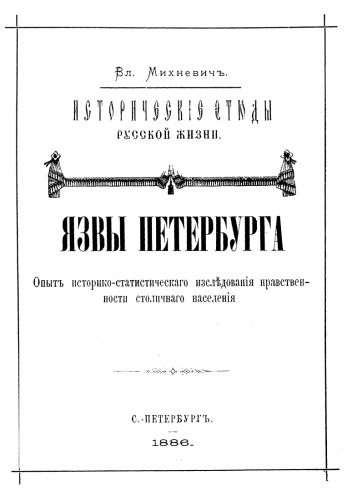 Вл. Михневичъ.
ИСТОРИЧЕСКІЕ ЭТЮДЫ
РУССКОЙ ЖИЗНИ.
ЯЗВЫ ПЕТЕРБУРГА
Опытъ историко-статистическаго изслѣдованія нравствен-
ности столичнаго населенія
С.-ПЕТЕРБУРГЪ.
1886.